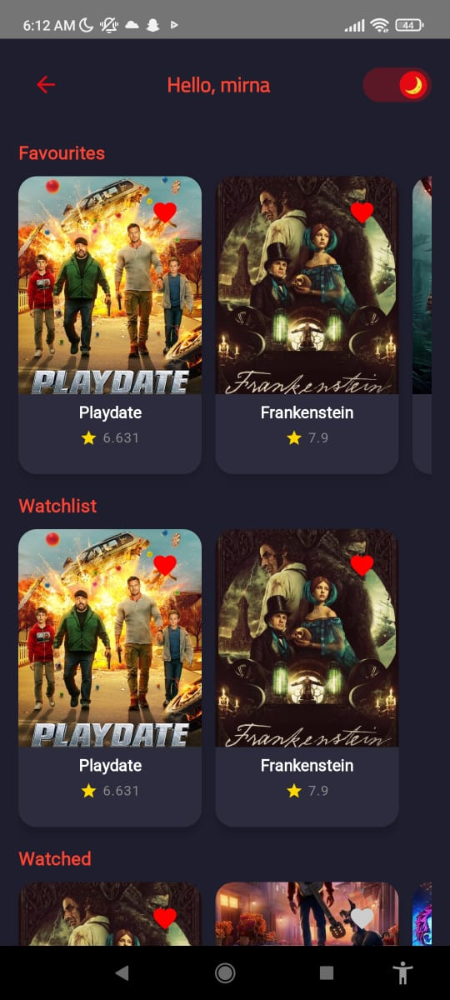 6:12 AM
44
Hello, mirna
Favourites
PLAYDATE
Frankenstein
Playdate
Frankenstein
6.631
7.9
Watchlist
PLAYDATE
Frankenstein
Playdate
Frankenstein
6.631
7.9
Watched